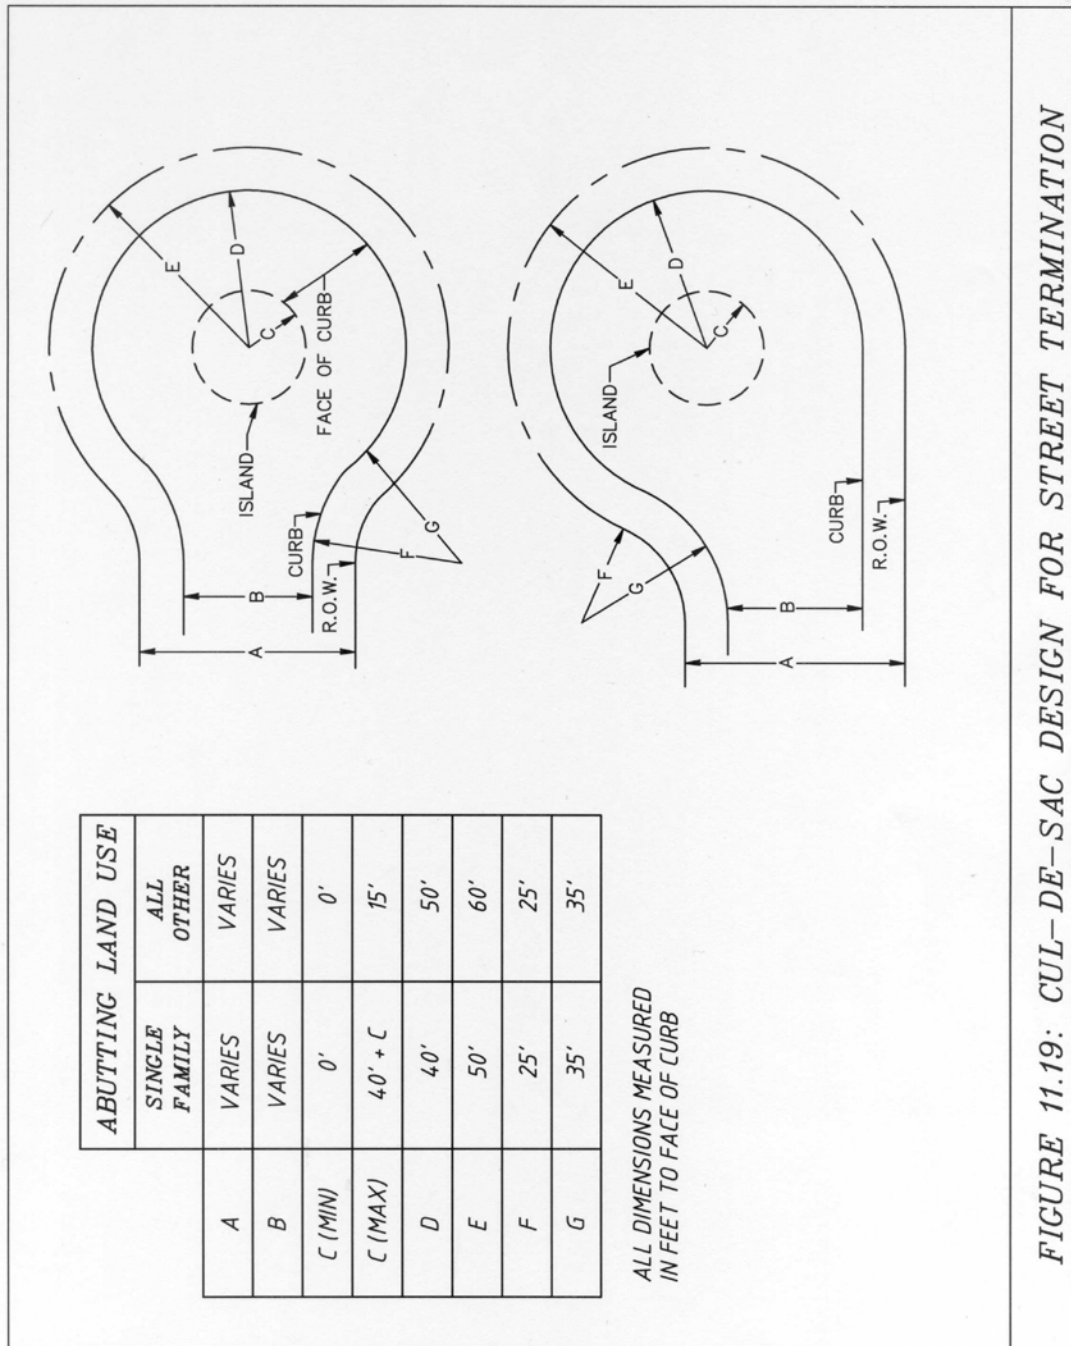 ABUTTING LAND USE
SINGLE FAMILY ALL OTHER
A VARIES VARIES
B VARIES VARIES
C (MIN) 0' 0'
C (MAX) 40' + C 15'
D 40' 50'
E 50' 60'
F 25' 25'
G 35' 35'
ALL DIMENSIONS MEASURED
IN FEET TO FACE OF CURB
A
B
R.O.W.
CURB
F
G
ISLAND
FACE OF CURB
C
D
E
A
B
F
G
R.O.W.
CURB
ISLAND
C
D
E
FIGURE 11.19: CUL-DE-SAC DESIGN FOR STREET TERMINATION